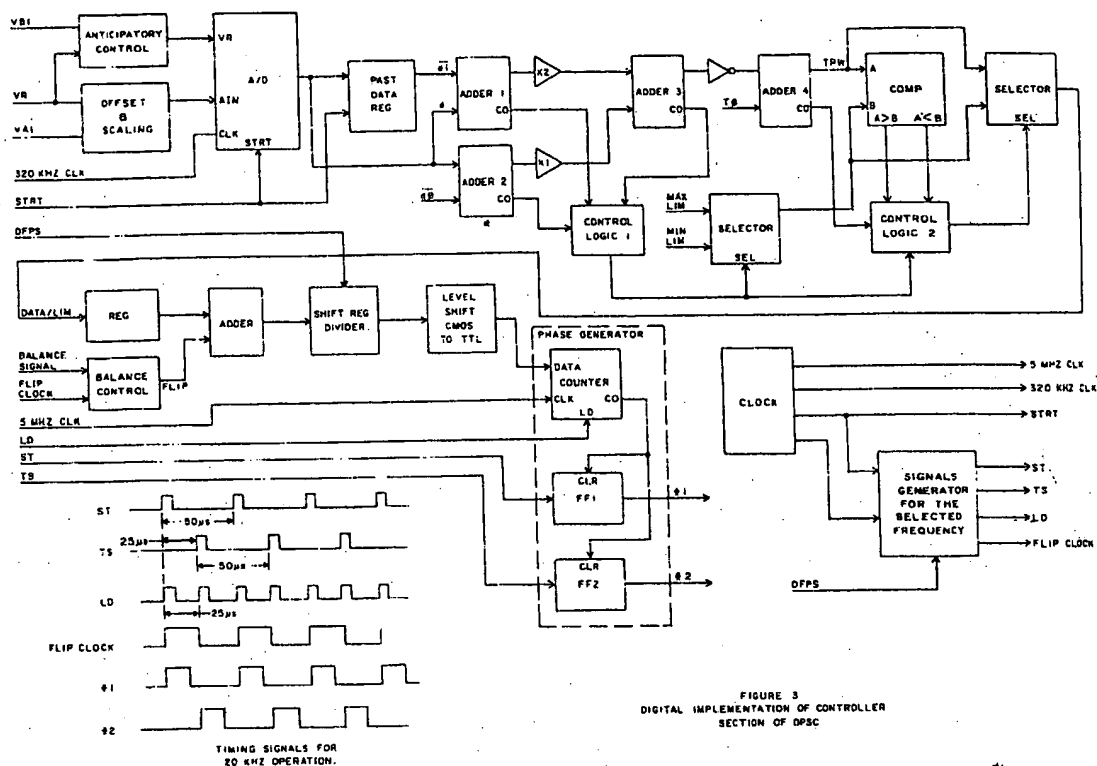 VB1
ANTICIPATORY
CONTROL
VR
A/D
VR
OFFSET
&
SCALING
AIN
VA1
CLK
320 KHZ CLK
STRT
STRT
PAST
DATA
REG
ADDER 1
CO
X2
ADDER 2
CO
X1
CONTROL
LOGIC 1
ADDER 3
CO
ADDER 4
CO
TPW
A
COMP
B
A>B
A<B
SELECTOR
SEL
MAX
LIM
MIN
LIM
SELECTOR
SEL
CONTROL
LOGIC 2
DFPS
DATA/LIM
REG
ADDER
SHIFT REG
DIVIDER
LEVEL
SHIFT
CMOS
TO TTL
BALANCE
SIGNAL
FLIP
CLOCK
BALANCE
CONTROL
FLIP
PHASE GENERATOR
DATA
COUNTER
CLK
CO
LD
5 MHZ CLK
LD
ST
TS
CLR
FF1
ϕ1
CLR
FF2
ϕ2
CLOCK
5 MHZ CLK
320 KHZ CLK
STRT
SIGNALS
GENERATOR
FOR THE
SELECTED
FREQUENCY
ST
TS
LD
FLIP CLOCK
DFPS
ST
50μs
25μs
TS
50μs
LD
25μs
FLIP CLOCK
ϕ1
ϕ2
TIMING SIGNALS FOR
20 KHZ OPERATION.
FIGURE 3
DIGITAL IMPLEMENTATION OF CONTROLLER
SECTION OF DPSC